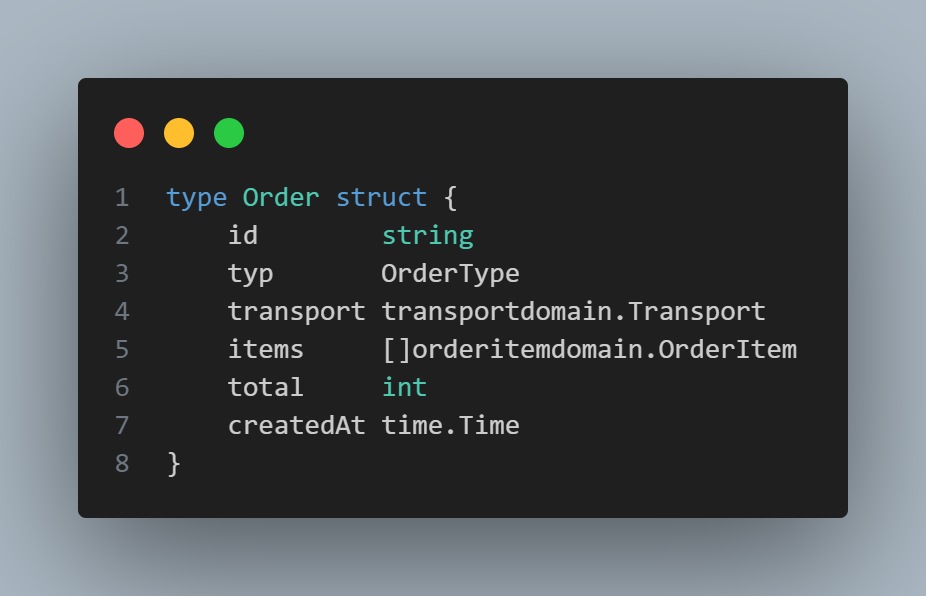 1 type Order struct {
2     id        string
3     typ       OrderType
4     transport transportdomain.Transport
5     items     []orderitemdomain.OrderItem
6     total     int
7     createdAt time.Time
8 }